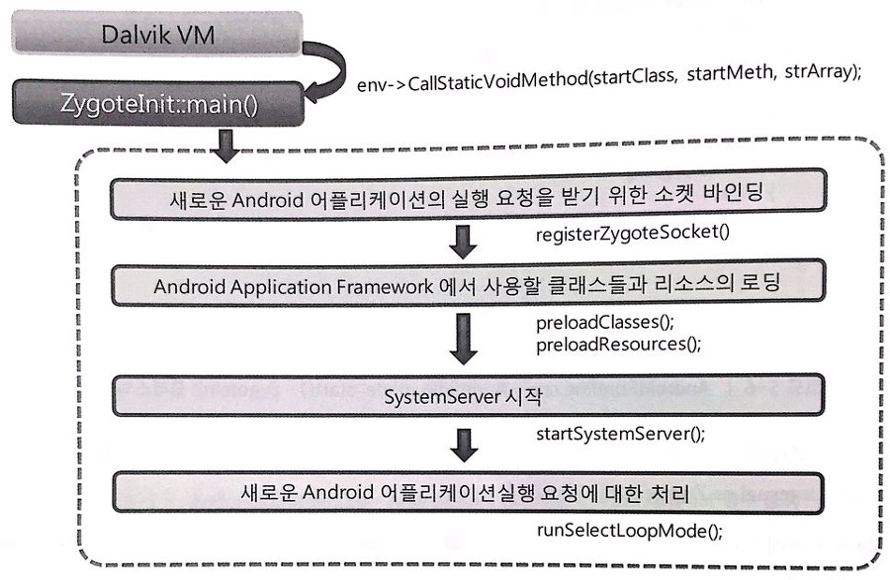 Dalvik VM
env->CallStaticVoidMethod(startClass, startMeth, strArray);
ZygoteInit::main()
새로운 Android 어플리케이션의 실행 요청을 받기 위한 소켓 바인딩
registerZygoteSocket()
Android Application Framework 에서 사용할 클래스들과 리소스의 로딩
preloadClasses();
preloadResources();
SystemServer 시작
startSystemServer();
새로운 Android 어플리케이션실행 요청에 대한 처리
runSelectLoopMode();